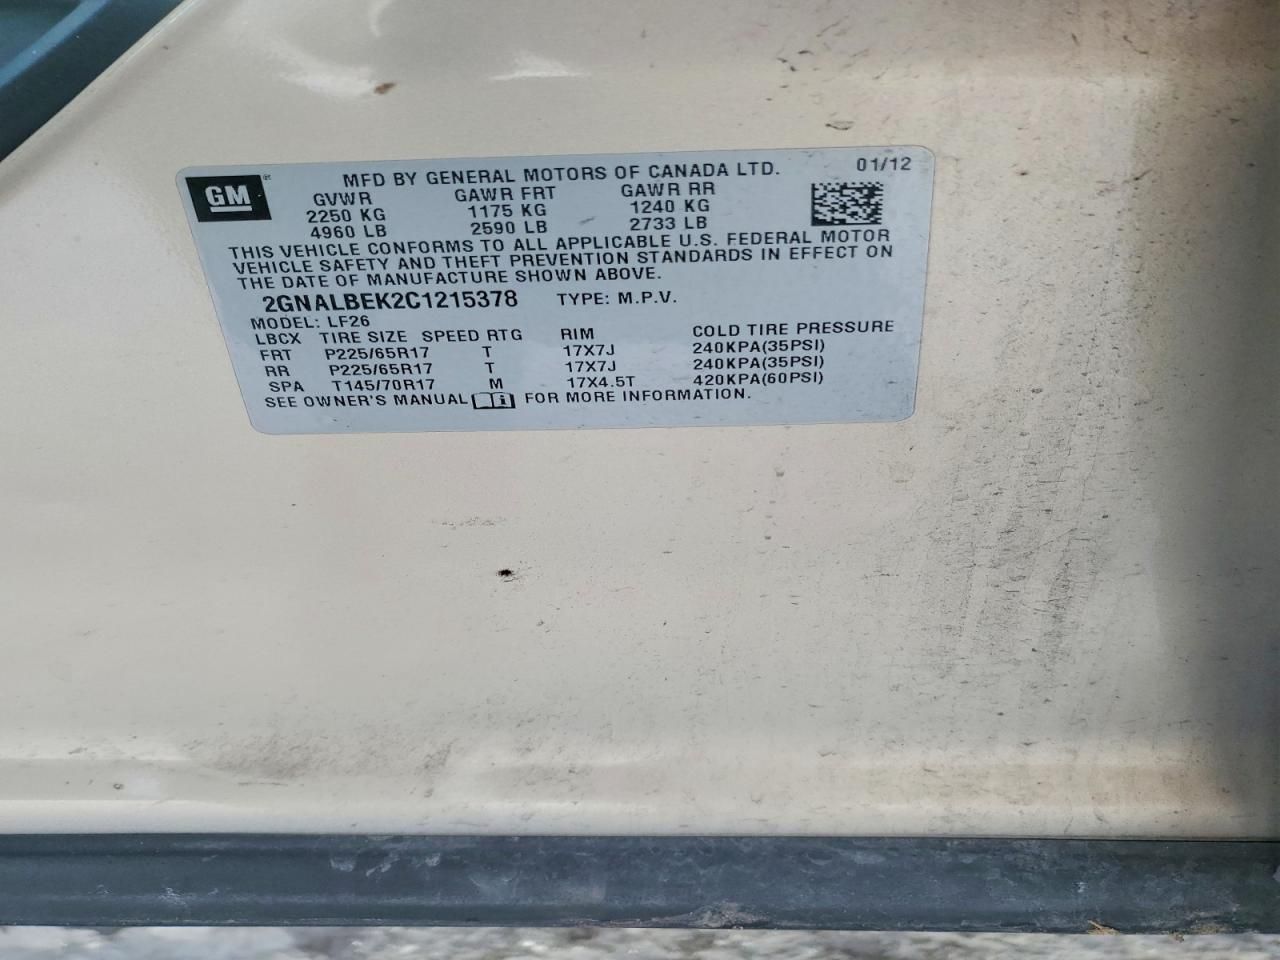 GM ® MFD BY GENERAL MOTORS OF CANADA LTD. 01/12
GVWR GAWR FRT GAWR RR
2250 KG 1175 KG 1240 KG
4960 LB 2590 LB 2733 LB
THIS VEHICLE CONFORMS TO ALL APPLICABLE U.S. FEDERAL MOTOR
VEHICLE SAFETY AND THEFT PREVENTION STANDARDS IN EFFECT ON
THE DATE OF MANUFACTURE SHOWN ABOVE.
2GNALBEK2C1215378 TYPE: M.P.V.
MODEL: LF26
LBCX TIRE SIZE SPEED RTG RIM COLD TIRE PRESSURE
FRT P225/65R17 T 17X7J 240KPA(35PSI)
RR P225/65R17 T 17X7J 240KPA(35PSI)
SPA T145/70R17 M 17X4.5T 420KPA(60PSI)
SEE OWNER'S MANUAL FOR MORE INFORMATION.